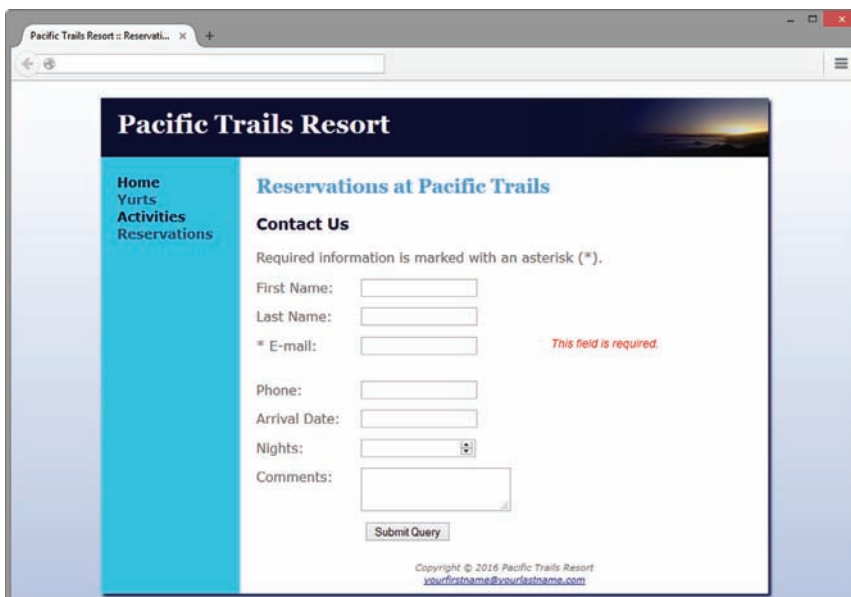 Pacific Trails Resort :: Reservati...
Pacific Trails Resort
Home
Yurts
Activities
Reservations
Reservations at Pacific Trails
Contact Us
Required information is marked with an asterisk (*).
First Name:
Last Name:
* E-mail:
This field is required.
Phone:
Arrival Date:
Nights:
Comments:
Submit Query
Copyright © 2016 Pacific Trails Resort
yourfirstname@yourlastname.com